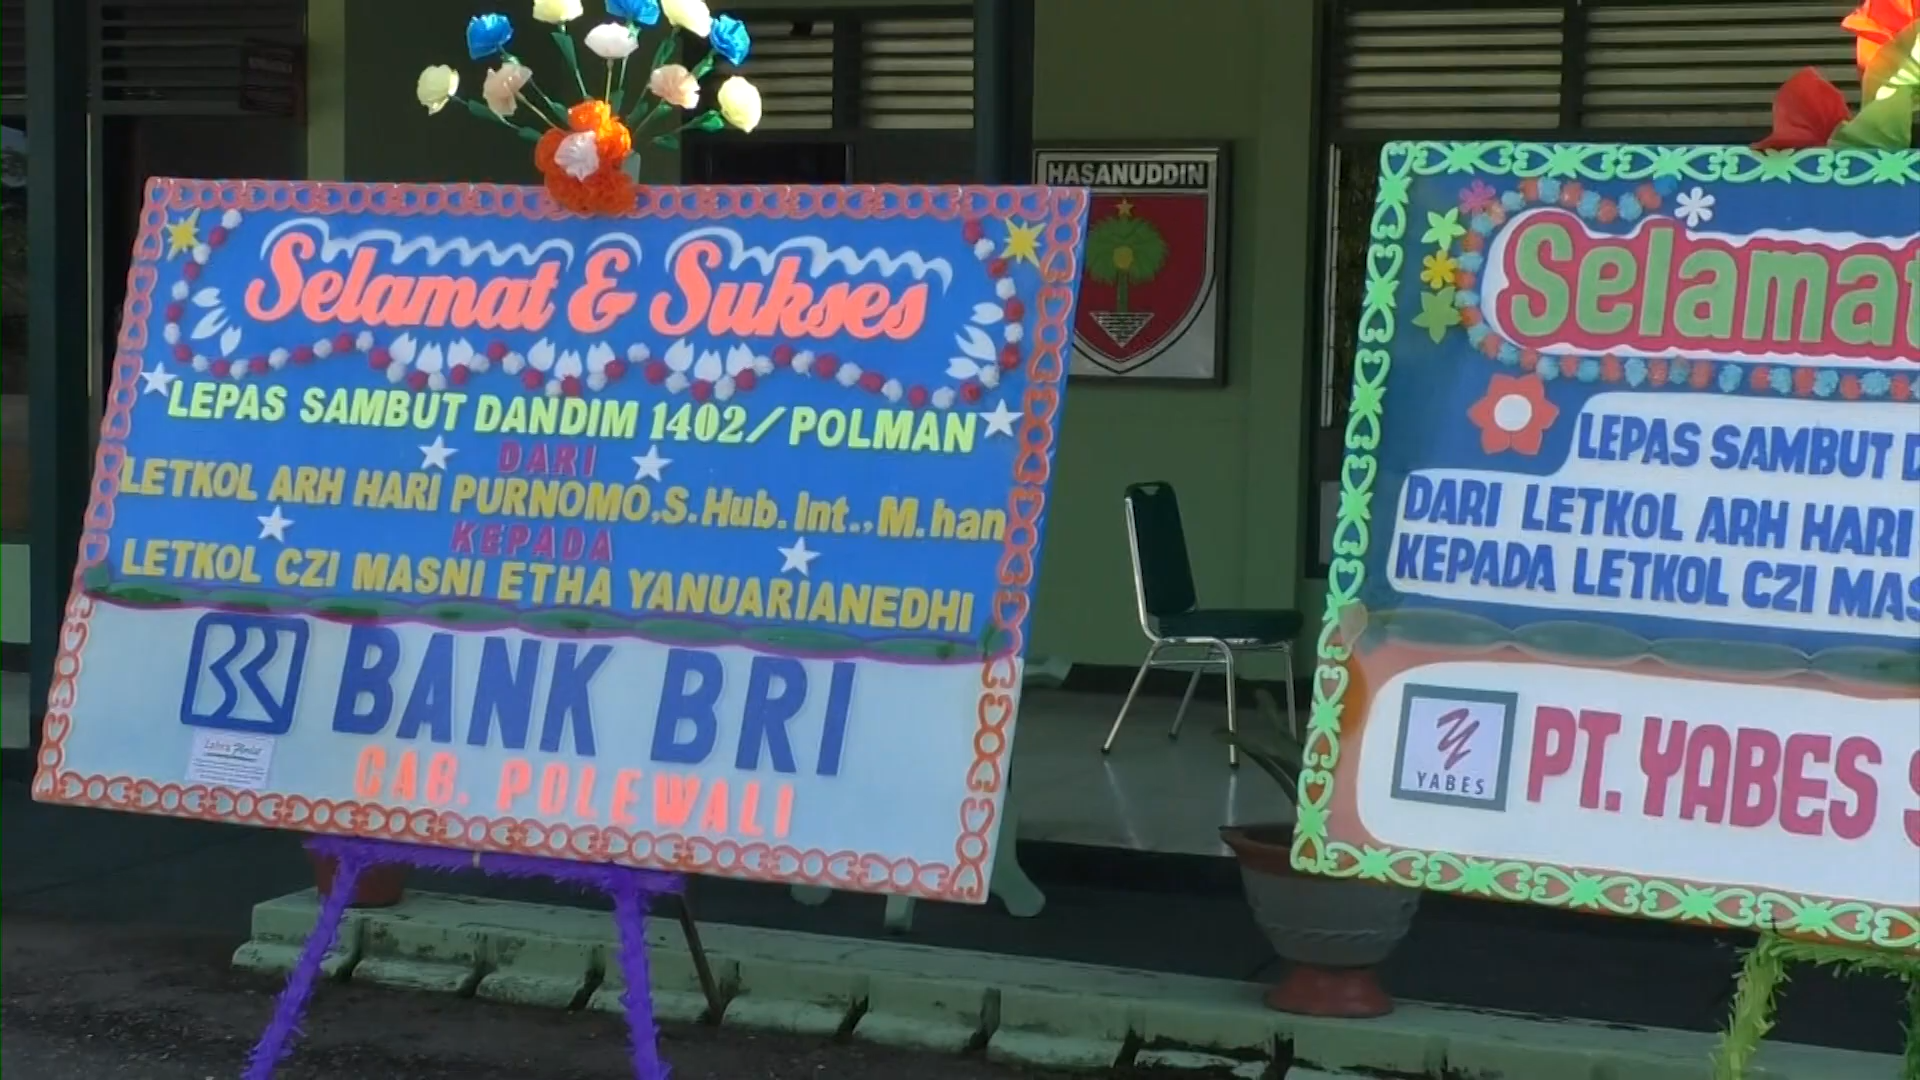 Selamat & Sukses
LEPAS SAMBUT DANDIM 1402/POLMAN
DARI
LETKOL ARH HARI PURNOMO,S.Hub.Int.,M.han
KEPADA
LETKOL CZI MASNI ETHA YANUARIANEDHI
BANK BRI
CAB. POLEWALI
HASANUDDIN
Selamat
LEPAS SAMBUT
DARI LETKOL ARH HARI
KEPADA LETKOL CZI MAS
YABES
PT. YABES